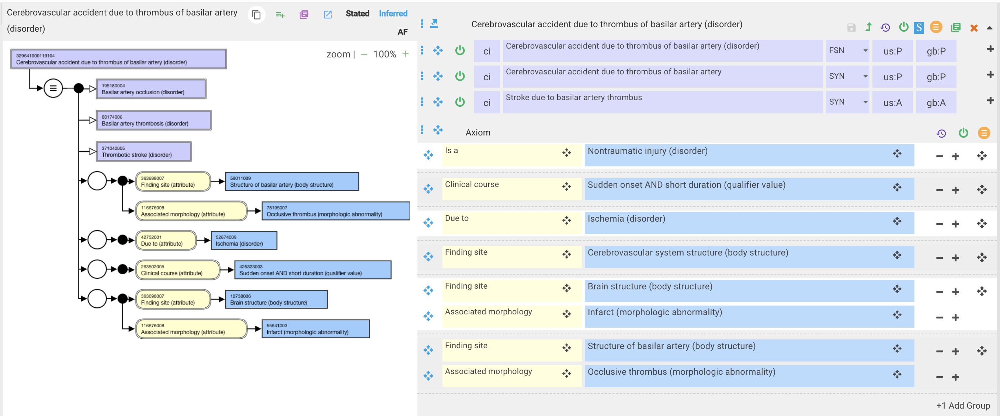 Cerebrovascular accident due to thrombus of basilar artery
(disorder)
Stated
Inferred
AF
zoom | − 100% +
329641000119104
Cerebrovascular accident due to thrombus of basilar artery (disorder)
195180004
Basilar artery occlusion (disorder)
88174006
Basilar artery thrombosis (disorder)
371040005
Thrombotic stroke (disorder)
363698007
Finding site (attribute)
59011009
Structure of basilar artery (body structure)
116676008
Associated morphology (attribute)
78195007
Occlusive thrombus (morphologic abnormality)
42752001
Due to (attribute)
52674009
Ischemia (disorder)
263502005
Clinical course (attribute)
425323003
Sudden onset AND short duration (qualifier value)
363698007
Finding site (attribute)
12738006
Brain structure (body structure)
116676008
Associated morphology (attribute)
55641003
Infarct (morphologic abnormality)
Cerebrovascular accident due to thrombus of basilar artery (disorder)
S
ci Cerebrovascular accident due to thrombus of basilar artery (disorder) FSN us:P gb:P
ci Cerebrovascular accident due to thrombus of basilar artery SYN us:P gb:P
ci Stroke due to basilar artery thrombus SYN us:A gb:A
Axiom
Is a Nontraumatic injury (disorder)
Clinical course Sudden onset AND short duration (qualifier value)
Due to Ischemia (disorder)
Finding site Cerebrovascular system structure (body structure)
Finding site Brain structure (body structure)
Associated morphology Infarct (morphologic abnormality)
Finding site Structure of basilar artery (body structure)
Associated morphology Occlusive thrombus (morphologic abnormality)
+1 Add Group